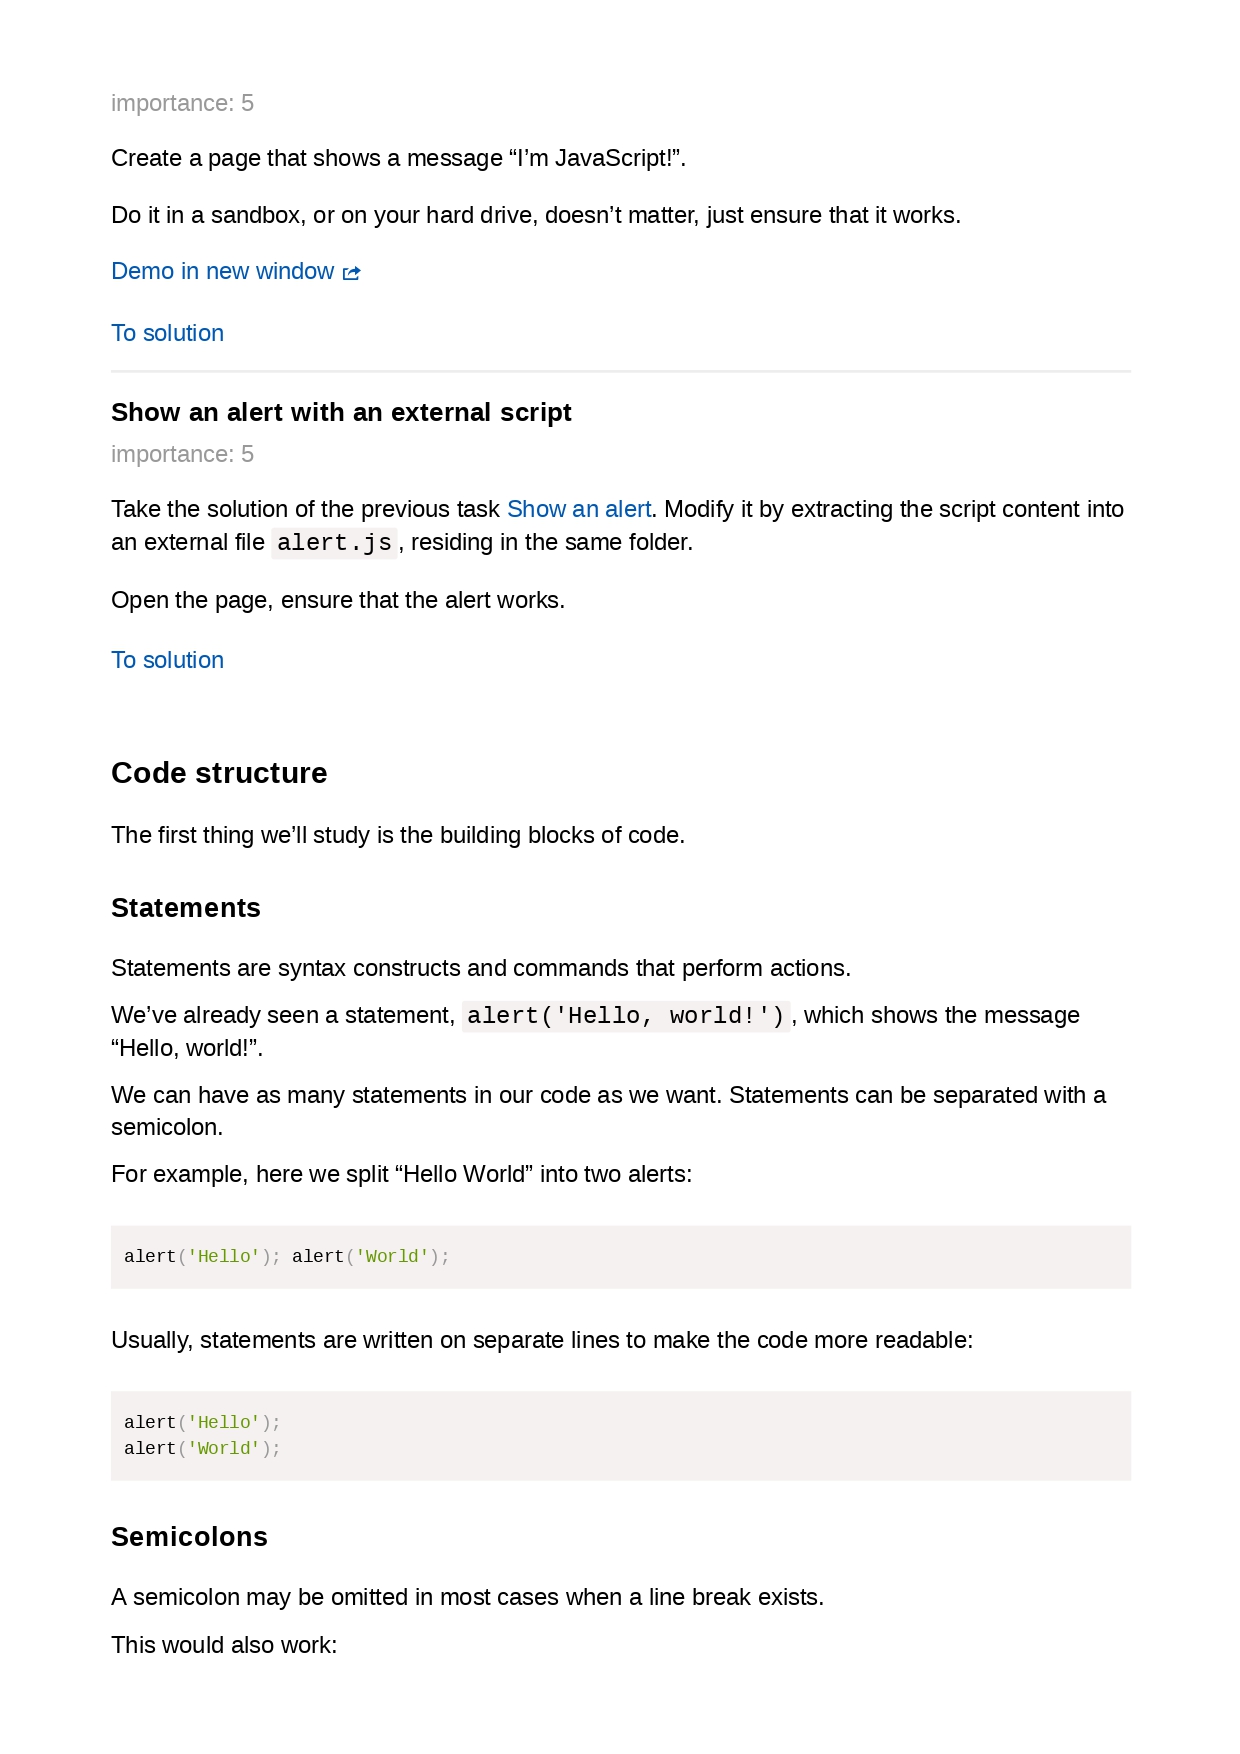 importance: 5
Create a page that shows a message “I’m JavaScript!”.
Do it in a sandbox, or on your hard drive, doesn’t matter, just ensure that it works.
Demo in new window
To solution
Show an alert with an external script
importance: 5
Take the solution of the previous task Show an alert. Modify it by extracting the script content into
an external file alert.js, residing in the same folder.
Open the page, ensure that the alert works.
To solution
Code structure
The first thing we’ll study is the building blocks of code.
Statements
Statements are syntax constructs and commands that perform actions.
We’ve already seen a statement, alert('Hello, world!'), which shows the message
“Hello, world!”.
We can have as many statements in our code as we want. Statements can be separated with a
semicolon.
For example, here we split “Hello World” into two alerts:
alert('Hello'); alert('World');
Usually, statements are written on separate lines to make the code more readable:
alert('Hello');
alert('World');
Semicolons
A semicolon may be omitted in most cases when a line break exists.
This would also work: